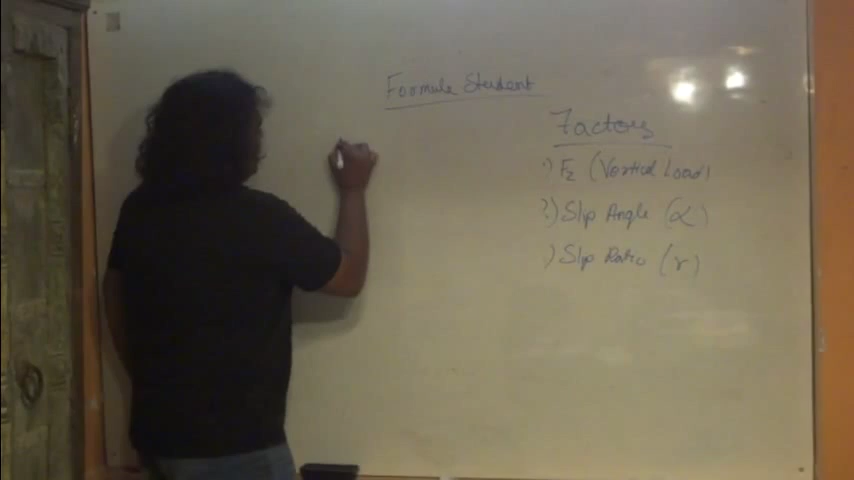 Formula Student
Factors
1) Fz (Vertical Load)
2) Slip Angle (α)
3) Slip Ratio (r)